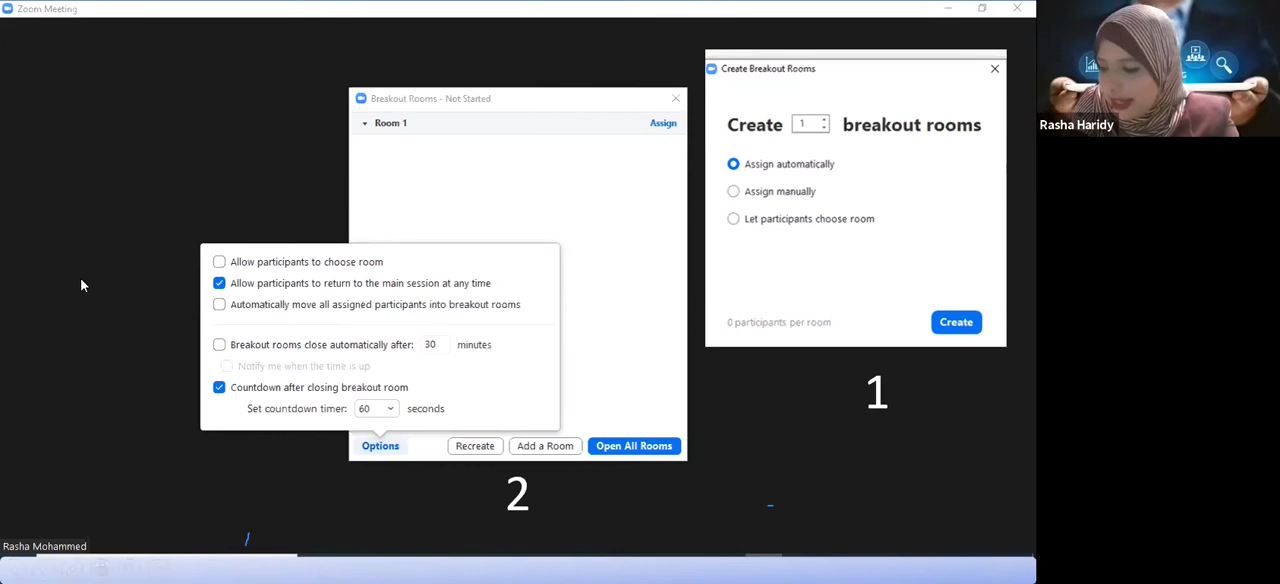 Zoom Meeting
Breakout Rooms - Not Started
Room 1
Assign
Allow participants to choose room
Allow participants to return to the main session at any time
Automatically move all assigned participants into breakout rooms
Breakout rooms close automatically after: 30 minutes
Notify me when the time is up
Countdown after closing breakout room
Set countdown timer: 60 seconds
Options
Recreate
Add a Room
Open All Rooms
2
Create Breakout Rooms
Create 1 breakout rooms
Assign automatically
Assign manually
Let participants choose room
0 participants per room
Create
1
Rasha Haridy
Rasha Mohammed